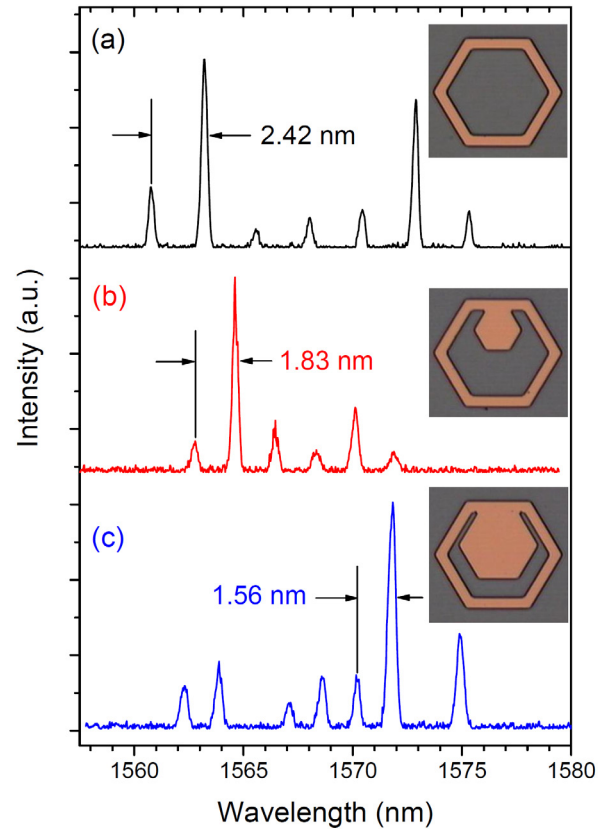 (a)
2.42 nm
(b)
1.83 nm
(c)
1.56 nm
Intensity (a.u.)
1560 1565 1570 1575 1580
Wavelength (nm)